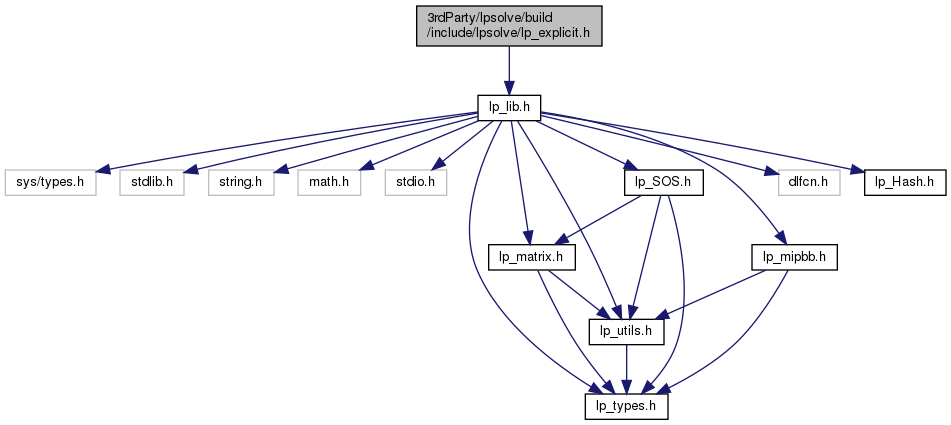 3rdParty/lpsolve/build
/include/lpsolve/lp_explicit.h
lp_lib.h
sys/types.h
stdlib.h
string.h
math.h
stdio.h
lp_SOS.h
dlfcn.h
lp_Hash.h
lp_matrix.h
lp_mipbb.h
lp_utils.h
lp_types.h